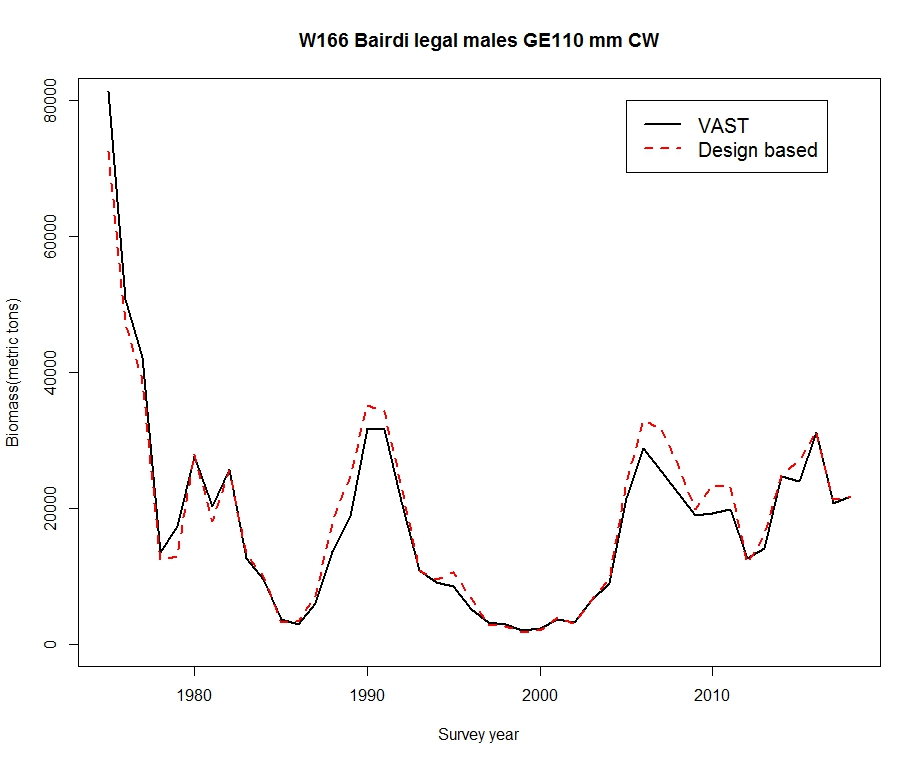 W166 Bairdi legal males GE110 mm CW
VAST
Design based
Biomass(metric tons)
80000
60000
40000
20000
0
1980 1990 2000 2010
Survey year